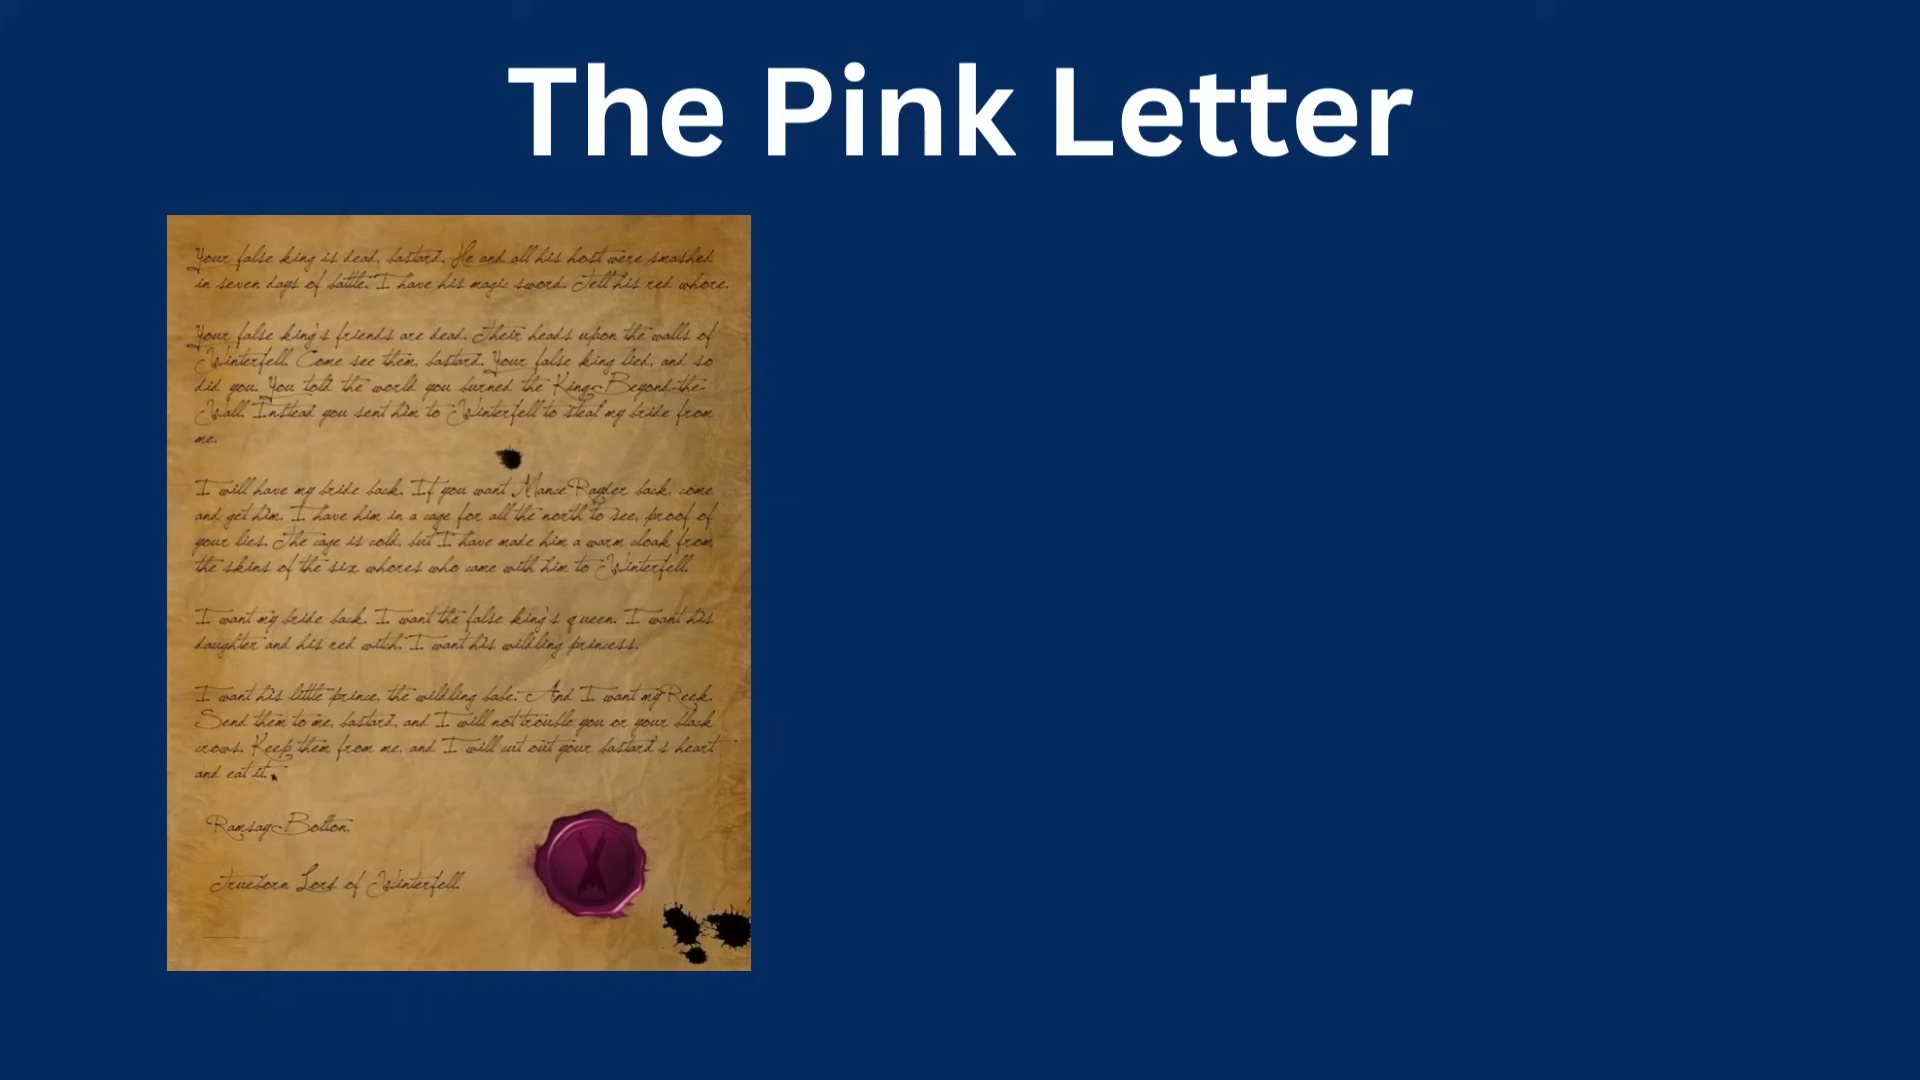 The Pink Letter
Your false king is dead, bastard. He and all his host were smashed
in seven days of battle. I have his magic sword. Tell his red whore.
Your false king's friends are dead. Their heads upon the walls of
Winterfell. Come see them, bastard. Your false king lied, and so
did you. You told the world you burned the King-Beyond-the-
Wall. Instead you sent him to Winterfell to steal my bride from
me.
I will have my bride back. If you want Mance Rayder back, come
and get him. I have him in a cage for all the north to see, proof of
your lies. The cage is cold, but I have made him a warm cloak from
the skins of the six whores who came with him to Winterfell.
I want my bride back. I want the false king's queen. I want his
daughter and his red witch. I want his wildling princess.
I want his little prince, the wildling babe. And I want my Reek.
Send them to me, bastard, and I will not trouble you or your black
crows. Keep them from me, and I will cut out your bastard's heart
and eat it.
Ramsay Bolton,
Trueborn Lord of Winterfell.